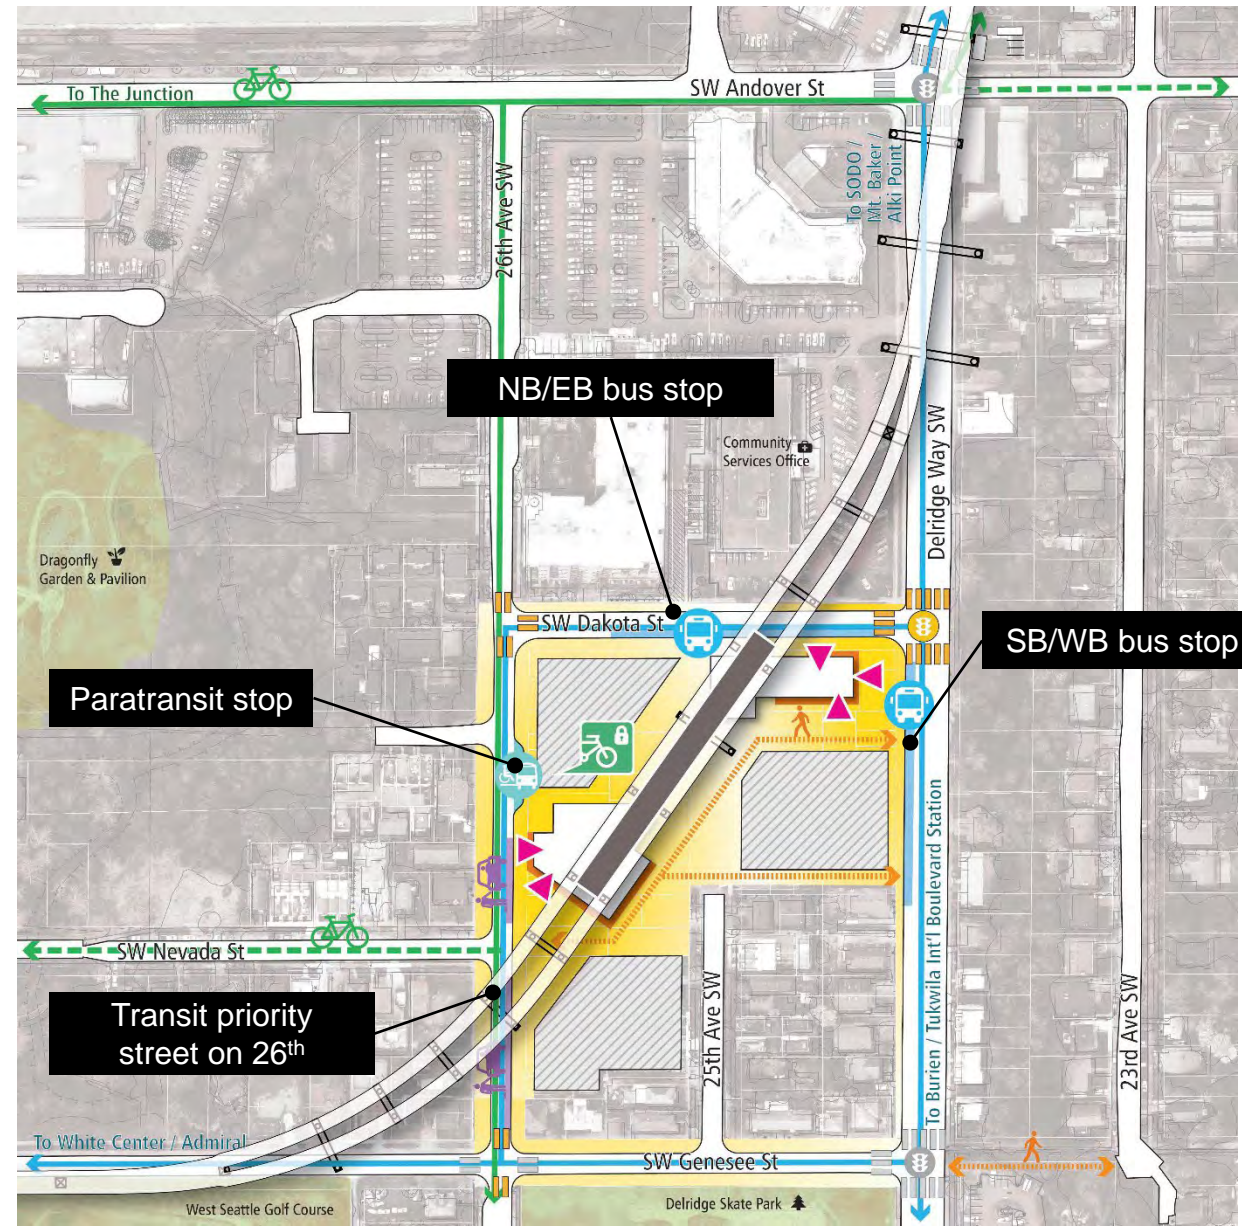 To The Junction
SW Andover St
26th Ave SW
To SODO /
Mt. Baker /
Alki Point
NB/EB bus stop
Community
Services Office
Delridge Way SW
Dragonfly
Garden & Pavilion
SW Dakota St
SB/WB bus stop
Paratransit stop
SW Nevada St
Transit priority
street on 26th
25th Ave SW
To Burien / Tukwila Int'l Boulevard Station
23rd Ave SW
To White Center / Admiral
SW Genesee St
West Seattle Golf Course
Delridge Skate Park